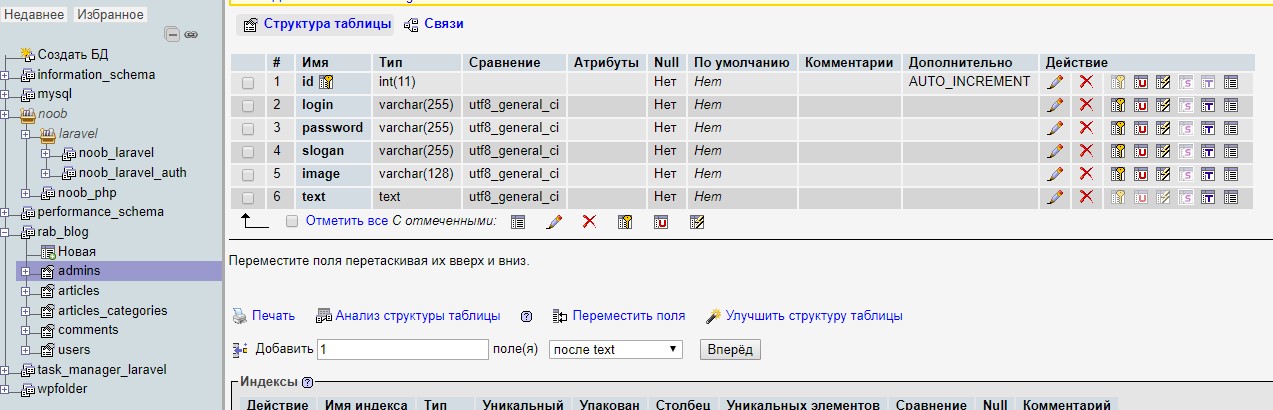 Недавнее Избранное
Создать БД
information_schema
mysql
noob
laravel
noob_laravel
noob_laravel_auth
noob_php
performance_schema
rab_blog
Новая
admins
articles
articles_categories
comments
users
task_manager_laravel
wpfolder
Структура таблицы Связи
# Имя Тип Сравнение Атрибуты Null По умолчанию Комментарии Дополнительно Действие
1 id int(11) Нет Нет AUTO_INCREMENT
2 login varchar(255) utf8_general_ci Нет Нет
3 password varchar(255) utf8_general_ci Нет Нет
4 slogan varchar(255) utf8_general_ci Нет Нет
5 image varchar(128) utf8_general_ci Нет Нет
6 text text utf8_general_ci Нет Нет
Отметить все С отмеченными:
Переместите поля перетаскивая их вверх и вниз.
Печать Анализ структуры таблицы Переместить поля Улучшить структуру таблицы
Добавить 1 поле(я) после text Вперёд
Индексы
Действие Имя индекса Тип Уникальный Упакован Столбец Уникальных элементов Сравнение Null Комментарий